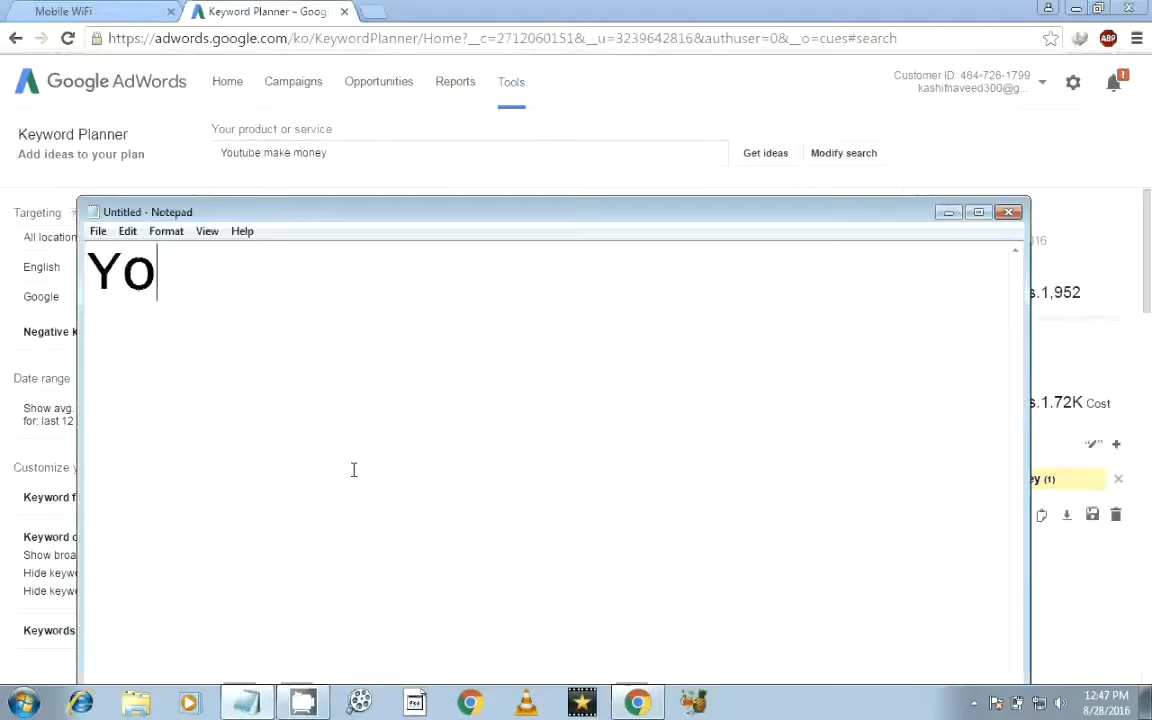 Mobile WiFi
Keyword Planner – Goog
https://adwords.google.com/ko/KeywordPlanner/Home?__c=2712060151&__u=3239642816&authuser=0&__o=cues#search
ABP
Google AdWords
Home
Campaigns
Opportunities
Reports
Tools
Customer ID: 464-726-1799
kashifnaveed300@g...
!
Keyword Planner
Add ideas to your plan
Your product or service
Youtube make money
Get ideas
Modify search
Targeting ?
All location
English
Google
Negative k
Date range
Show avg.
for: last 12
Customize y
Keyword f
Keyword o
Show broa
Hide keyw
Hide keyw
Keywords
Untitled - Notepad
File
Edit
Format
View
Help
Yo
s.1,952
s.1.72K Cost
ey (1)
12:47 PM
8/28/2016